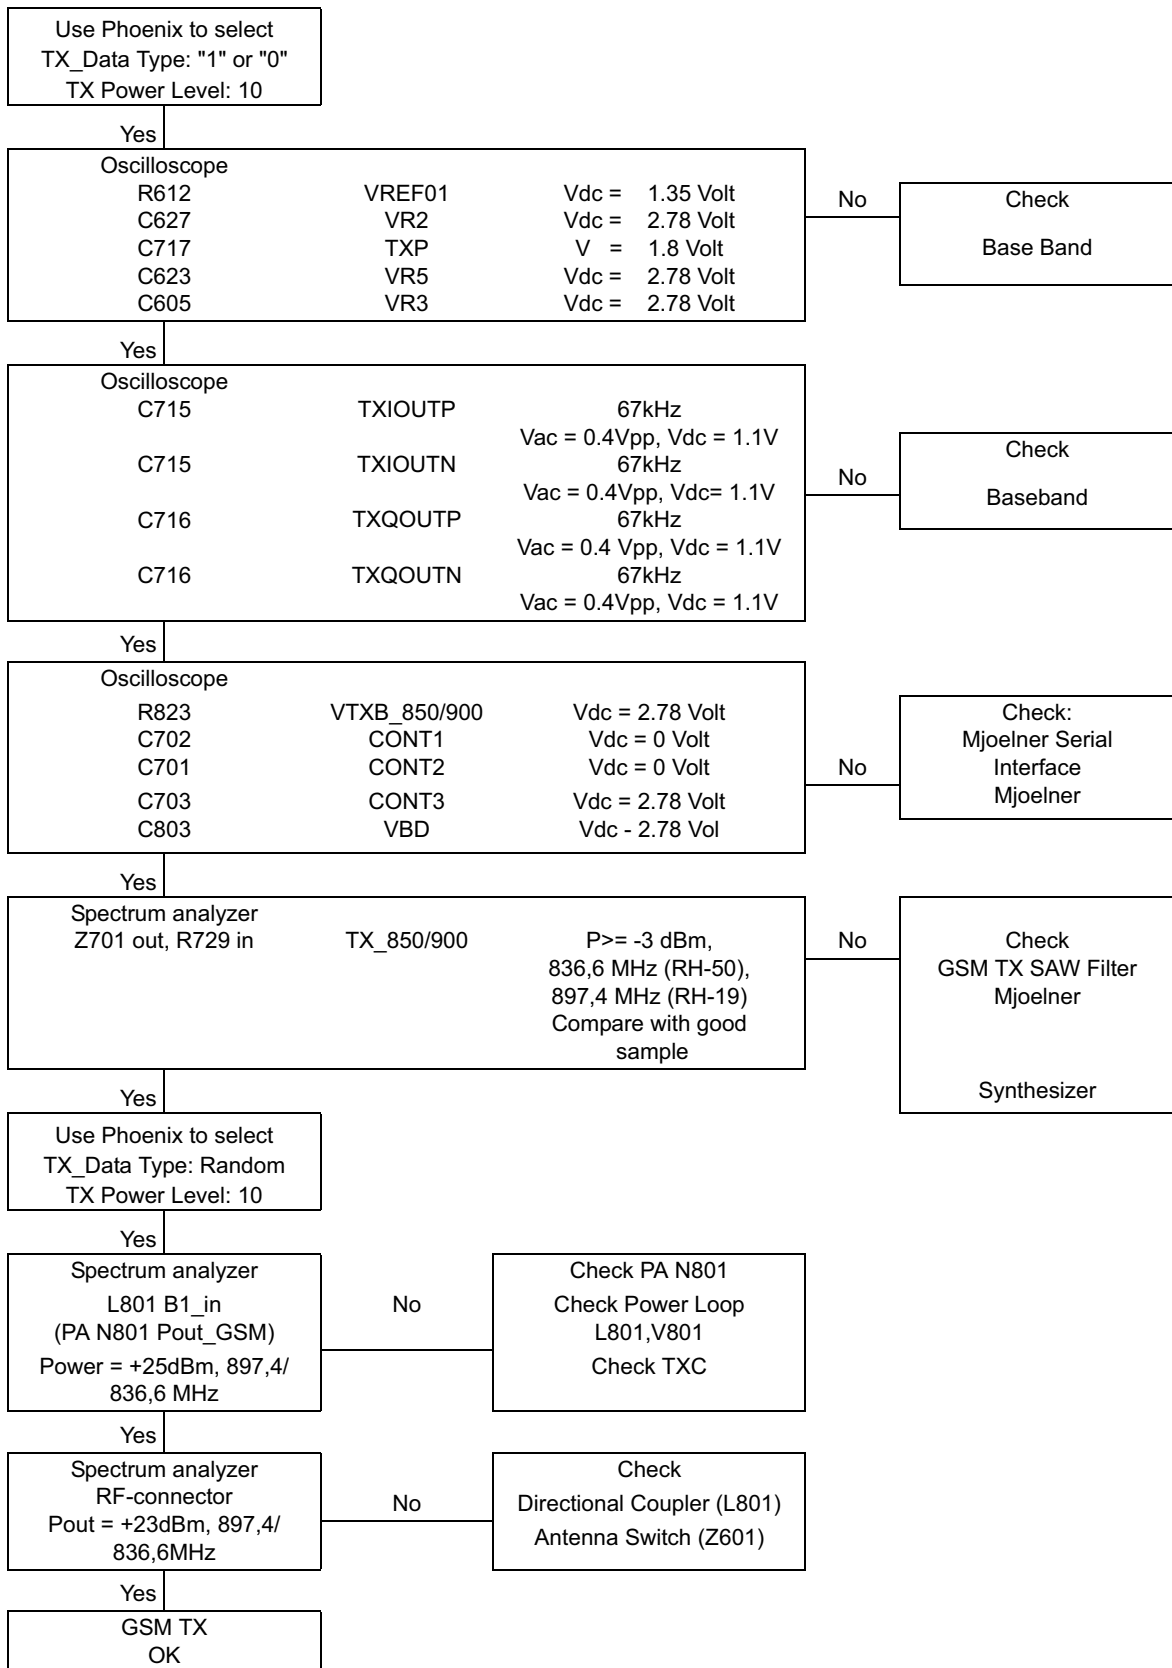 Use Phoenix to select
TX_Data Type: "1" or "0"
TX Power Level: 10
Yes
Oscilloscope
R612 VREF01 Vdc = 1.35 Volt
C627 VR2 Vdc = 2.78 Volt
C717 TXP V = 1.8 Volt
C623 VR5 Vdc = 2.78 Volt
C605 VR3 Vdc = 2.78 Volt
No
Check
Base Band
Yes
Oscilloscope
C715 TXIOUTP 67kHz
Vac = 0.4Vpp, Vdc = 1.1V
C715 TXIOUTN 67kHz
Vac = 0.4Vpp, Vdc= 1.1V
C716 TXQOUTP 67kHz
Vac = 0.4 Vpp, Vdc = 1.1V
C716 TXQOUTN 67kHz
Vac = 0.4Vpp, Vdc = 1.1V
No
Check
Baseband
Yes
Oscilloscope
R823 VTXB_850/900 Vdc = 2.78 Volt
C702 CONT1 Vdc = 0 Volt
C701 CONT2 Vdc = 0 Volt
C703 CONT3 Vdc = 2.78 Volt
C803 VBD Vdc - 2.78 Vol
No
Check:
Mjoelner Serial
Interface
Mjoelner
Yes
Spectrum analyzer
Z701 out, R729 in TX_850/900 P>= -3 dBm,
836,6 MHz (RH-50),
897,4 MHz (RH-19)
Compare with good
sample
No
Check
GSM TX SAW Filter
Mjoelner
Synthesizer
Yes
Use Phoenix to select
TX_Data Type: Random
TX Power Level: 10
Yes
Spectrum analyzer
L801 B1_in
(PA N801 Pout_GSM)
Power = +25dBm, 897,4/
836,6 MHz
No
Check PA N801
Check Power Loop
L801,V801
Check TXC
Yes
Spectrum analyzer
RF-connector
Pout = +23dBm, 897,4/
836,6MHz
No
Check
Directional Coupler (L801)
Antenna Switch (Z601)
Yes
GSM TX
OK